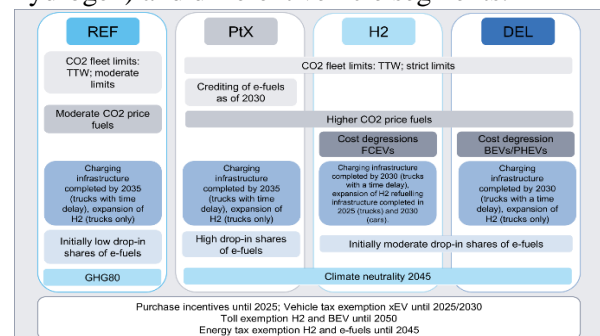 REF
PtX
H2
DEL
CO2 fleet limits:
TTW; moderate
limits
CO2 fleet limits: TTW; strict limits
Crediting of e-fuels
as of 2030
Moderate CO2 price
fuels
Higher CO2 price fuels
Cost degressions
FCEVs
Cost degression
BEVs/PHEVs
Charging
infrastructure
completed by 2035
(trucks with time
delay), expansion of
H2 (trucks only)
Charging
infrastructure
completed by 2035
(trucks with time
delay), expansion of
H2 (trucks only)
Charging infrastructure
completed by 2030 (trucks
with a time delay),
expansion of H2 refuelling
infrastructure completed in
2025 (trucks) and 2030
(cars).
Charging
infrastructure
completed by 2030
(trucks with time
delay), expansion of
H2 (trucks only)
Initially low drop-in
shares of e-fuels
High drop-in shares
of e-fuels
Initially moderate drop-in shares of e-fuels
GHG80
Climate neutrality 2045
Purchase incentives until 2025; Vehicle tax exemption xEV until 2025/2030
Toll exemption H2 and BEV until 2050
Energy tax exemption H2 and e-fuels until 2045